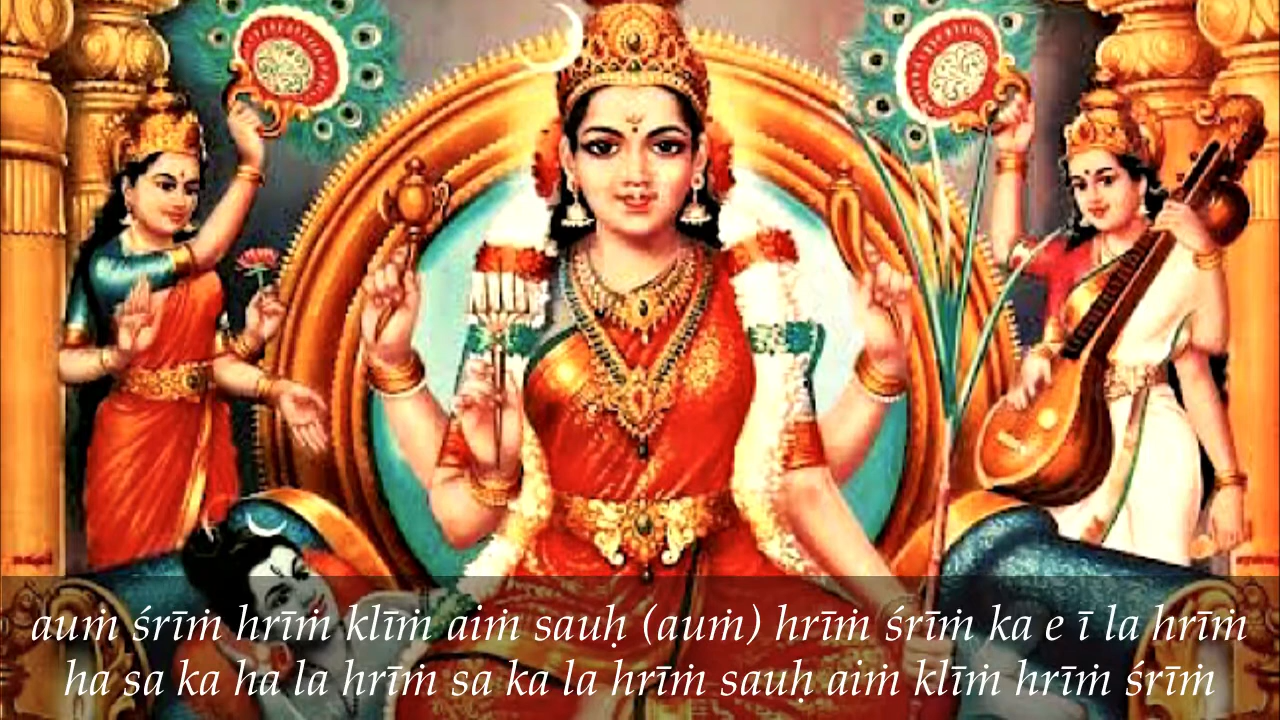 auṁ śrīṁ hrīṁ klīṁ aiṁ sauḥ (auṁ) hrīṁ śrīṁ ka e ī la hrīṁ
ha sa ka ha la hrīṁ sa ka la hrīṁ sauḥ aiṁ klīṁ hrīṁ śrīṁ